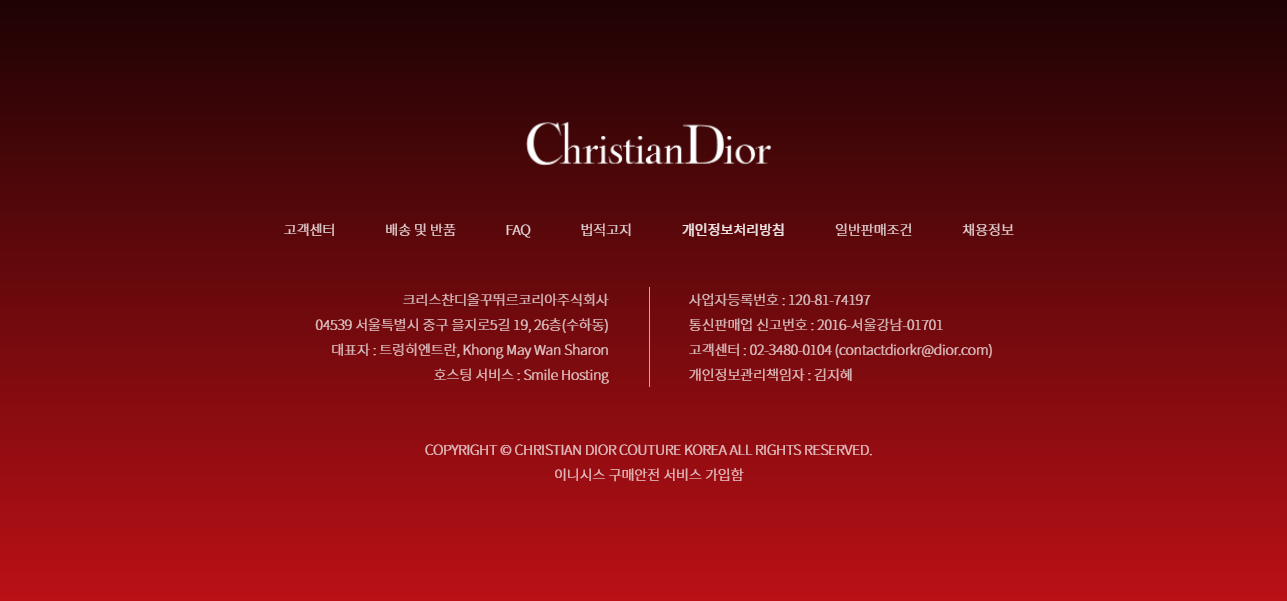 ChristianDior
고객센터 배송 및 반품 FAQ 법적고지 개인정보처리방침 일반판매조건 채용정보
크리스챤디올꾸뛰르코리아주식회사
04539 서울특별시 중구 을지로5길 19, 26층(수하동)
대표자 : 트렁히엔트란, Khong May Wan Sharon
호스팅 서비스 : Smile Hosting
사업자등록번호 : 120-81-74197
통신판매업 신고번호 : 2016-서울강남-01701
고객센터 : 02-3480-0104 (contactdiorkr@dior.com)
개인정보관리책임자 : 김지혜
COPYRIGHT © CHRISTIAN DIOR COUTURE KOREA ALL RIGHTS RESERVED.
이니시스 구매안전 서비스 가입함